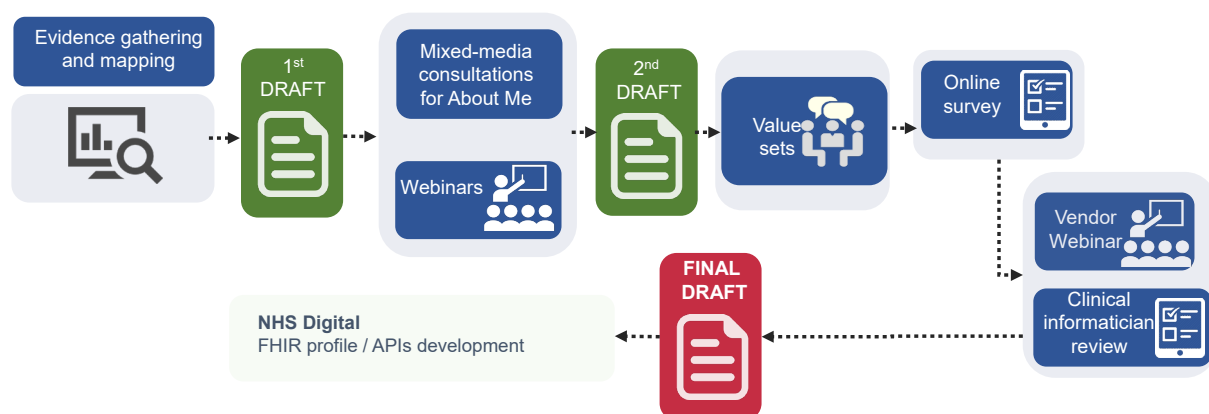 Evidence gathering
and mapping
1st
DRAFT
Mixed-media
consultations
for About Me
Webinars
2nd
DRAFT
Value
sets
Online
survey
Vendor
Webinar
Clinical
informatician
review
FINAL
DRAFT
NHS Digital
FHIR profile / APIs development